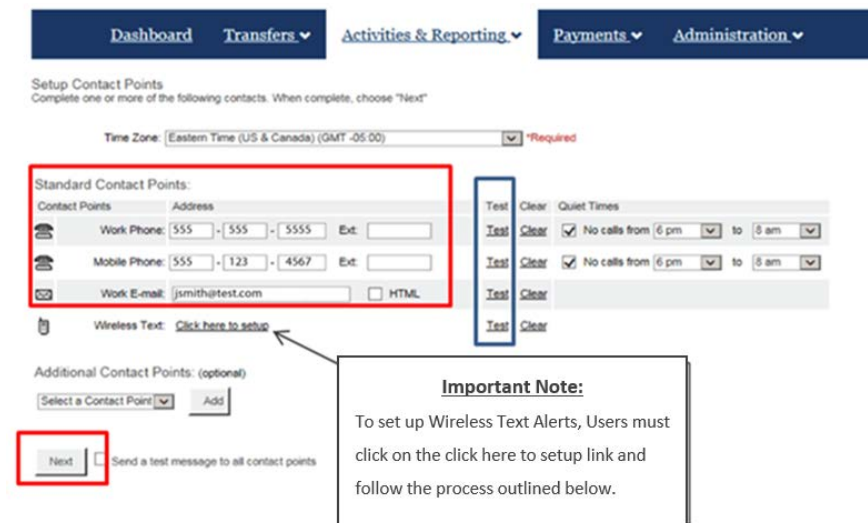 Dashboard Transfers Activities & Reporting Payments Administration
Setup Contact Points
Complete one or more of the following contacts. When complete, choose "Next"
Time Zone: Eastern Time (US & Canada) (GMT -05:00) *Required
Standard Contact Points:
Contact Points Address Test Clear Quiet Times
Work Phone: 555 - 555 - 5555 Ext: Test Clear No calls from 6 pm to 8 am
Mobile Phone: 555 - 123 - 4567 Ext: Test Clear No calls from 6 pm to 8 am
Work E-mail: jsmith@test.com HTML Test Clear
Wireless Text: Click here to setup Test Clear
Additional Contact Points: (optional)
Select a Contact Point Add
Next Send a test message to all contact points
Important Note:
To set up Wireless Text Alerts, Users must
click on the click here to setup link and
follow the process outlined below.